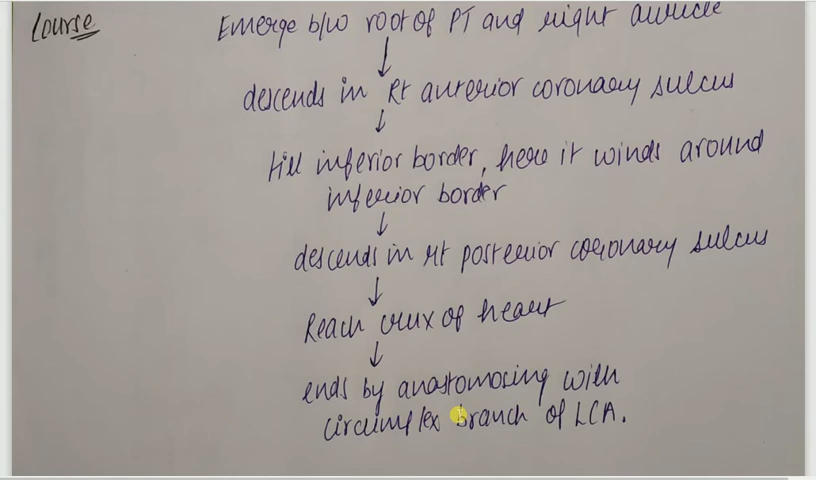 Course
Emerge b/w root of PT and right auricle
descends in Rt anterior coronary sulcus
till inferior border, here it winds around
inferior border
descends in rt posterior coronary sulcus
Reach crux of heart
ends by anastomosing with
circumflex branch of LCA.